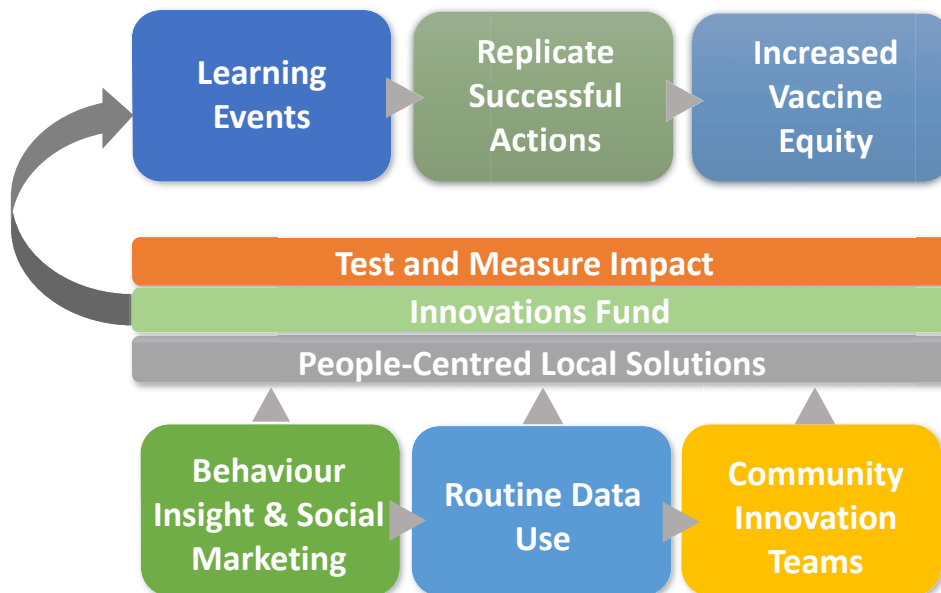 Learning
Events
Replicate
Successful
Actions
Increased
Vaccine
Equity
Test and Measure Impact
Innovations Fund
People-Centred Local Solutions
Behaviour
Insight & Social
Marketing
Routine Data
Use
Community
Innovation
Teams